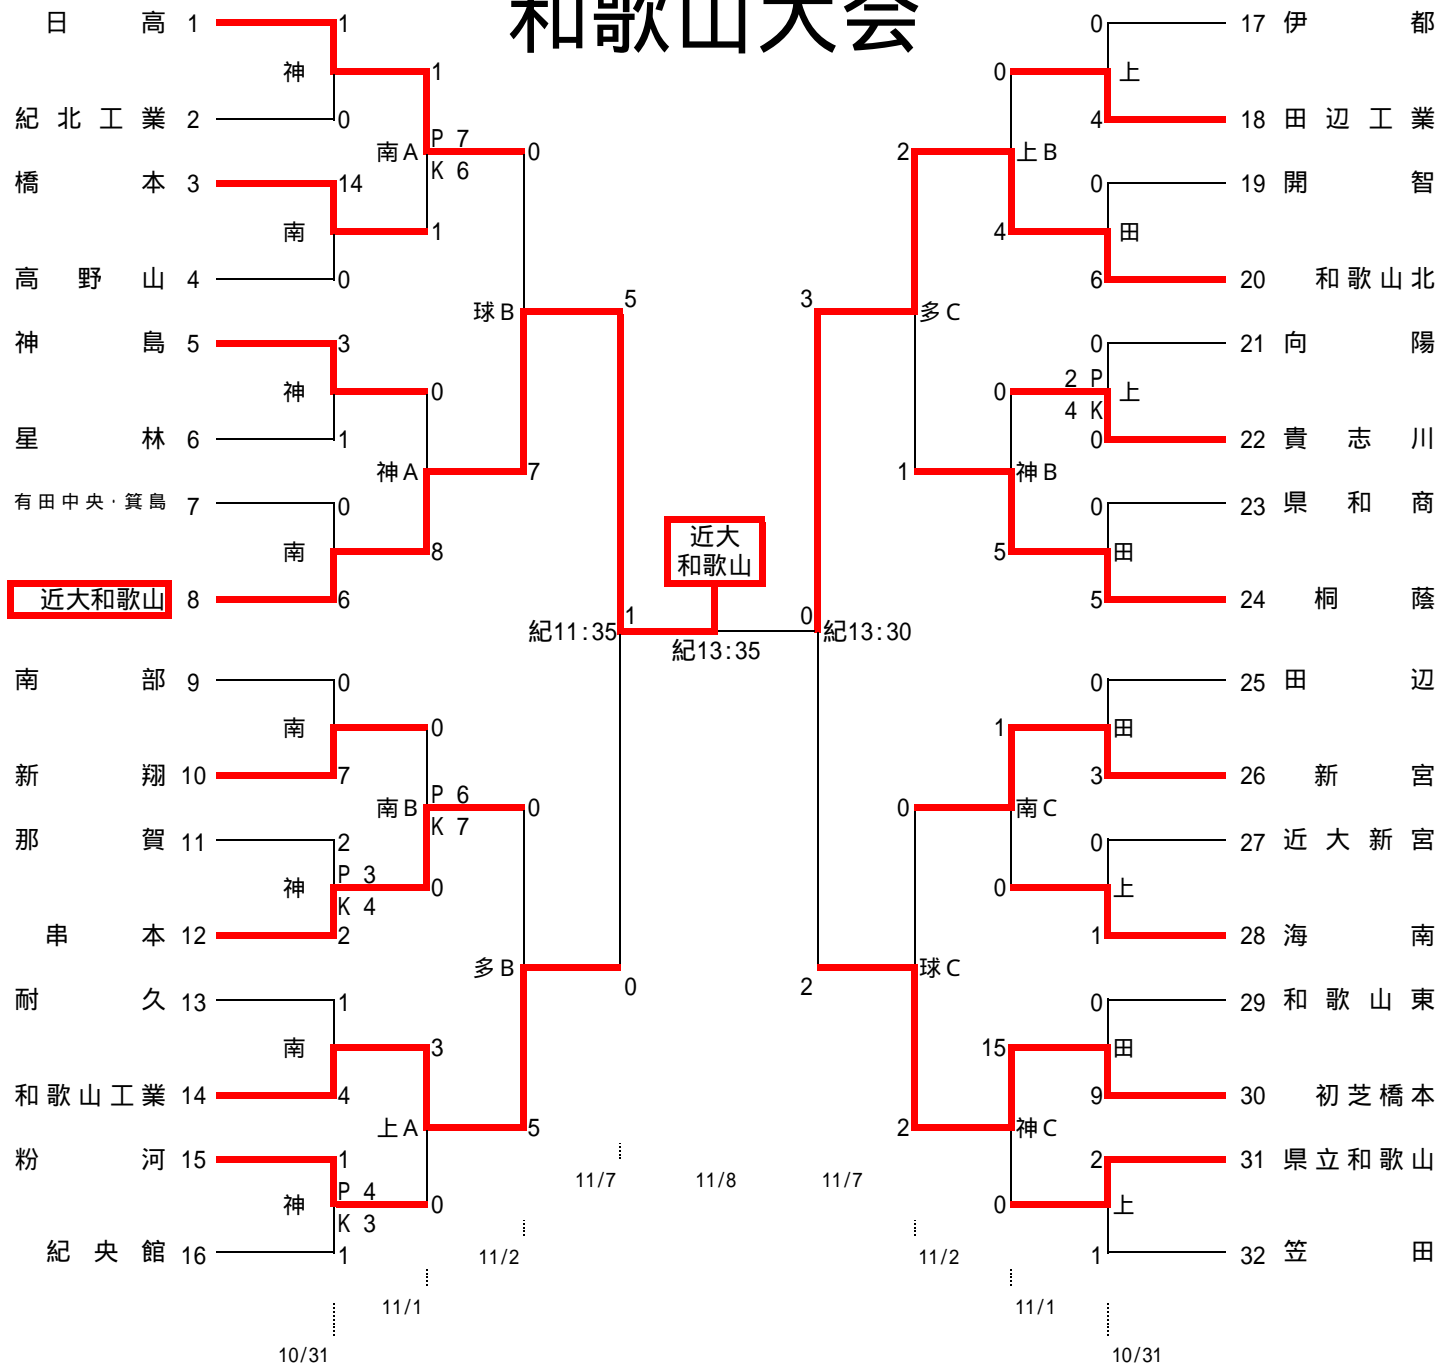 和歌山大会
日高 1 1
神 1
紀北工業 2 0
南A P 7 0
K 6
橋本 3 14
南 1
高野山 4 0
球B 5
神島 5 3
神 0
星林 6 1
神A 7
有田中央・箕島 7 0
南 8
近大和歌山 8 6
紀11:35 1
南部 9 0
南 0
新翔 10 7
南B P 6 0
K 7
那賀 11 2
神 P 3 0
K 4
串本 12 2
多B 0
耐久 13 1
南 3
和歌山工業 14 4
上A 5
粉河 15 1
神 P 4 0
K 3
紀央館 16 1
近大
和歌山
紀13:35
0 17 伊都
0 上
4 18 田辺工業
2 上B
0 19 開智
4 田
6 20 和歌山北
3 多C
0 21 向陽
0 2 P 上
4 K
0 22 貴志川
1 神B
0 23 県和商
5 田
5 24 桐蔭
0 紀13:30
0 25 田辺
1 田
3 26 新宮
0 南C
0 27 近大新宮
0 上
1 28 海南
2 球C
0 29 和歌山東
15 田
9 30 初芝橋本
2 神C
2 31 県立和歌山
0 上
1 32 笠田
11/7 11/8 11/7
11/2 11/2
11/1 11/1
10/31 10/31